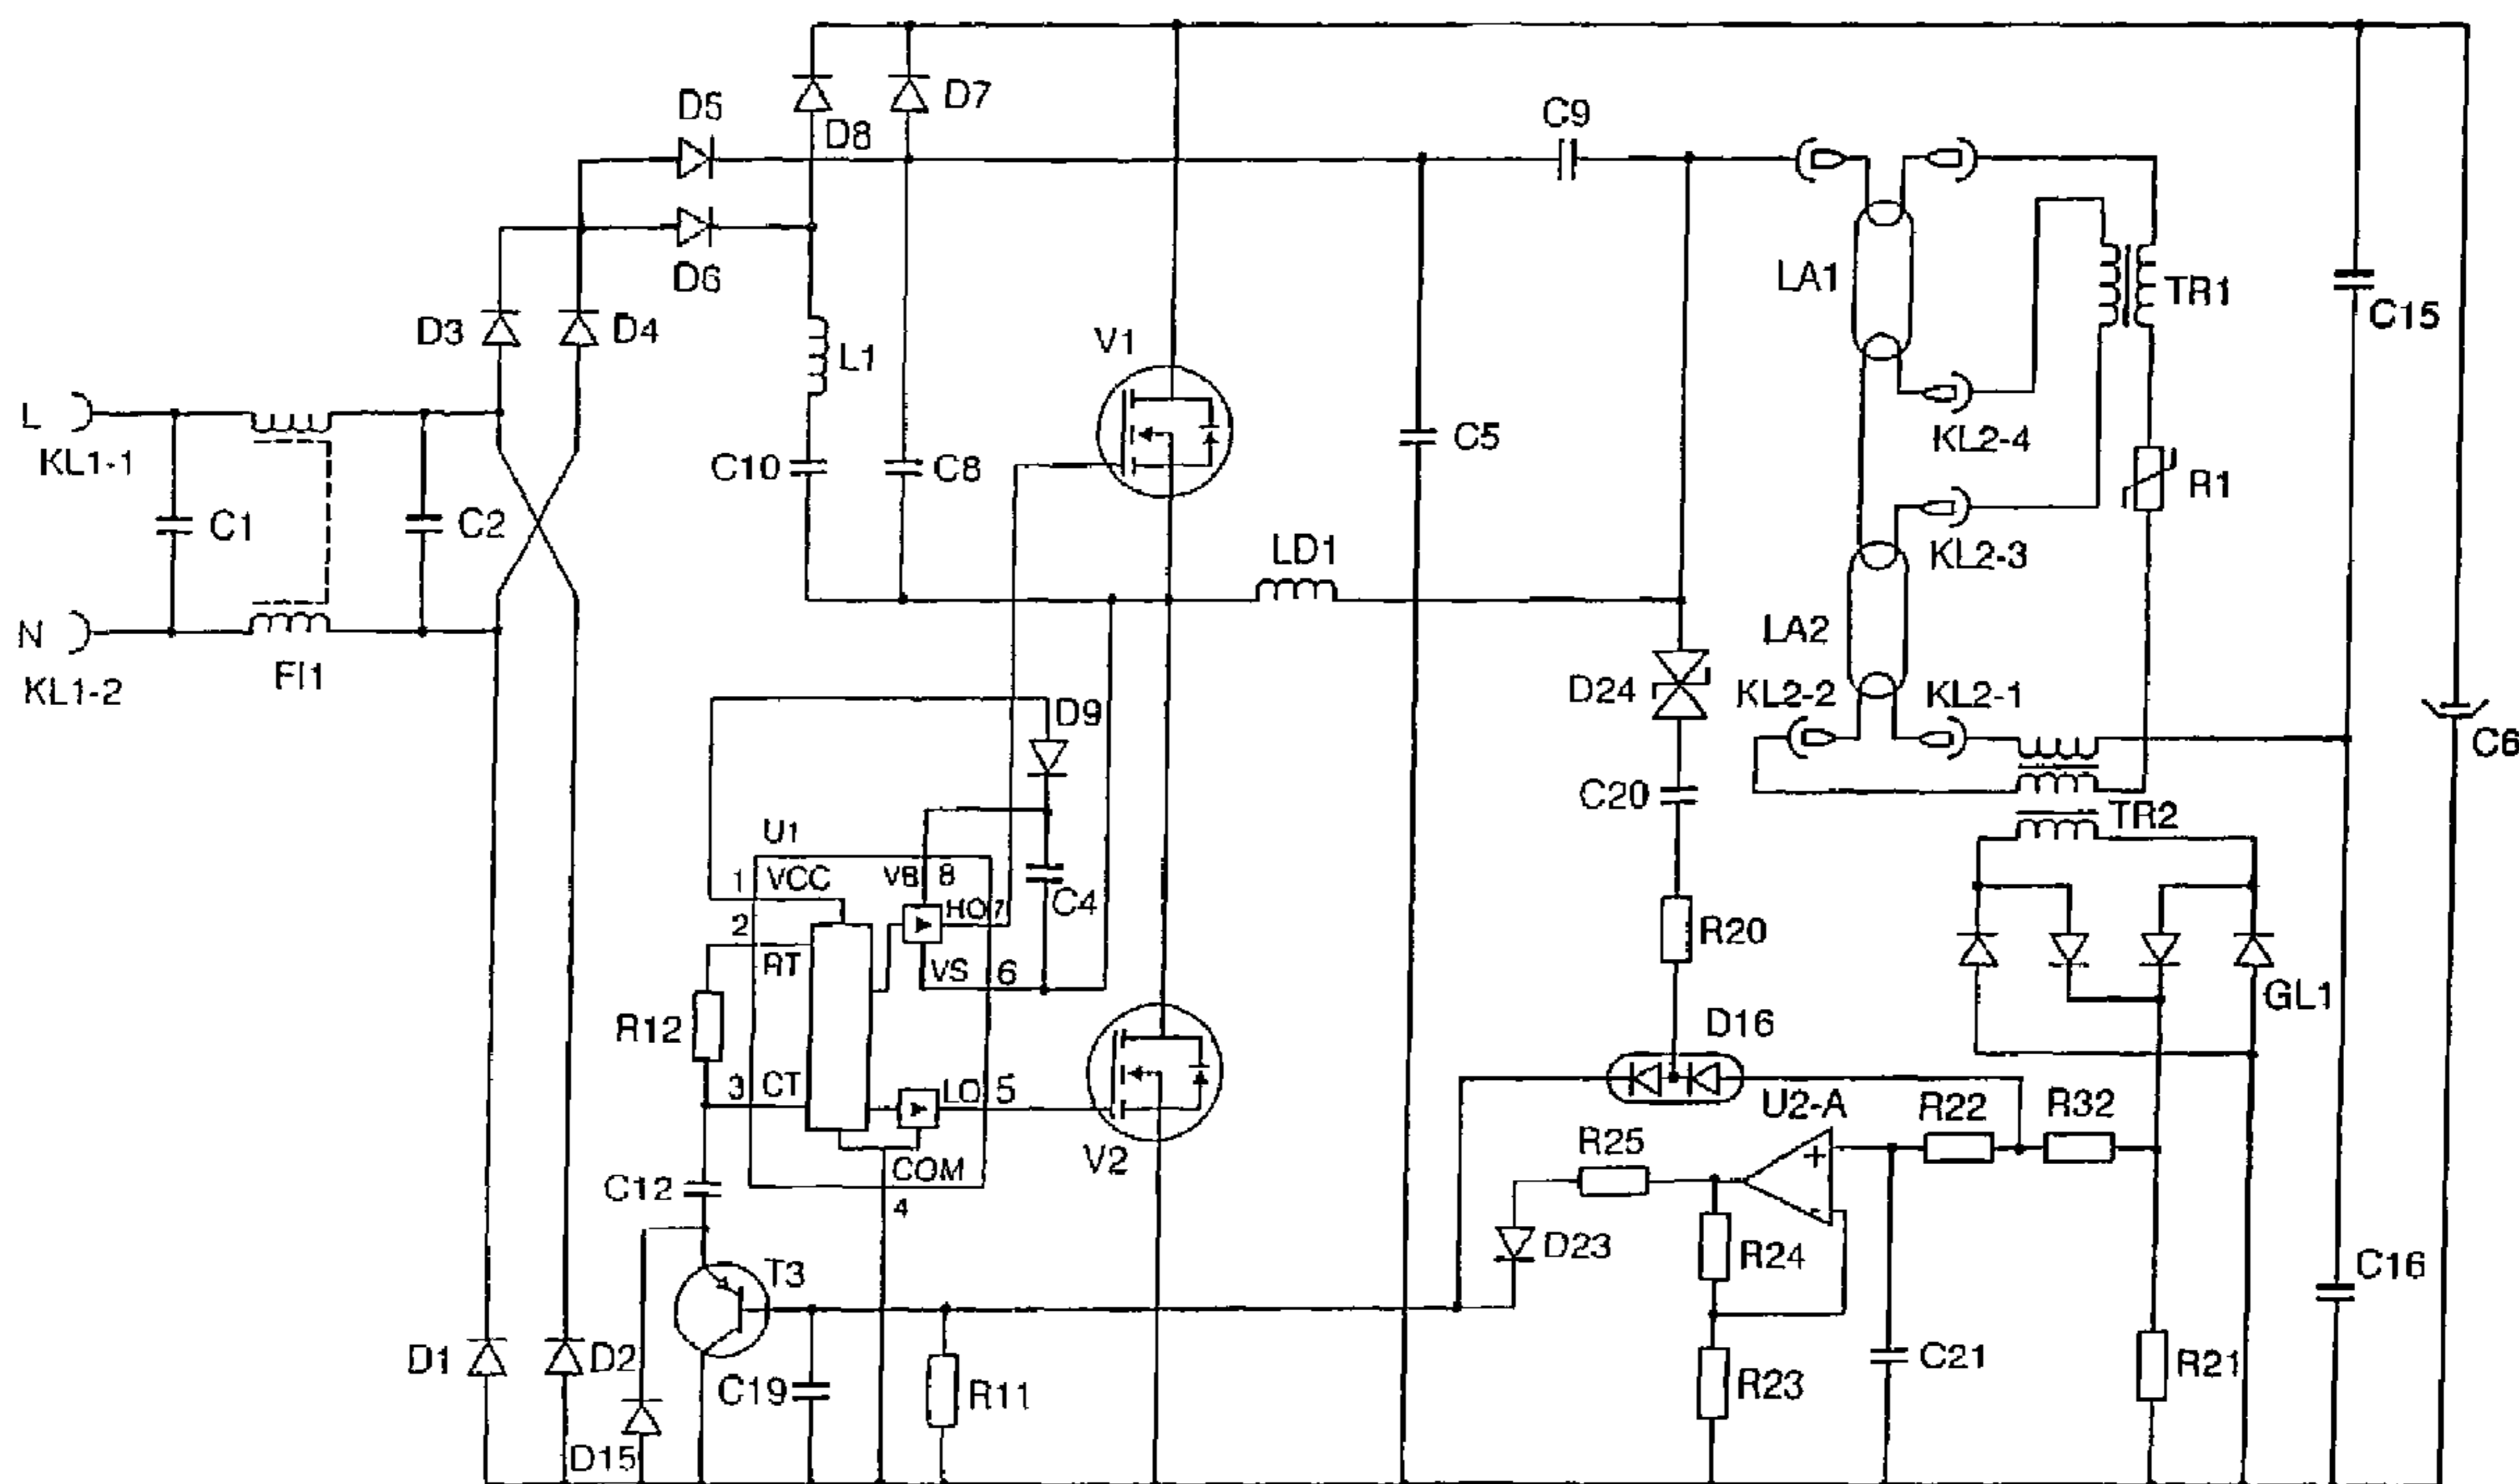 D5
D7
D8
C9
D6
LA1
TR1
C15
D3
D4
L1
V1
L
KL1-1
C10
C8
C5
KL2-4
R1
C1
C2
LD1
KL2-3
N
KL1-2
FI1
LA2
D24
KL2-2
KL2-1
D9
C6
C20
TR2
U1
1
VCC
VB
8
C4
2
HO
7
R20
RT
VS
6
GL1
R12
D16
3
CT
LO
5
U2-A
R22
R32
R25
V2
COM
C12
4
D23
R24
C16
T3
D1
D2
C19
R11
R23
C21
R21
D15